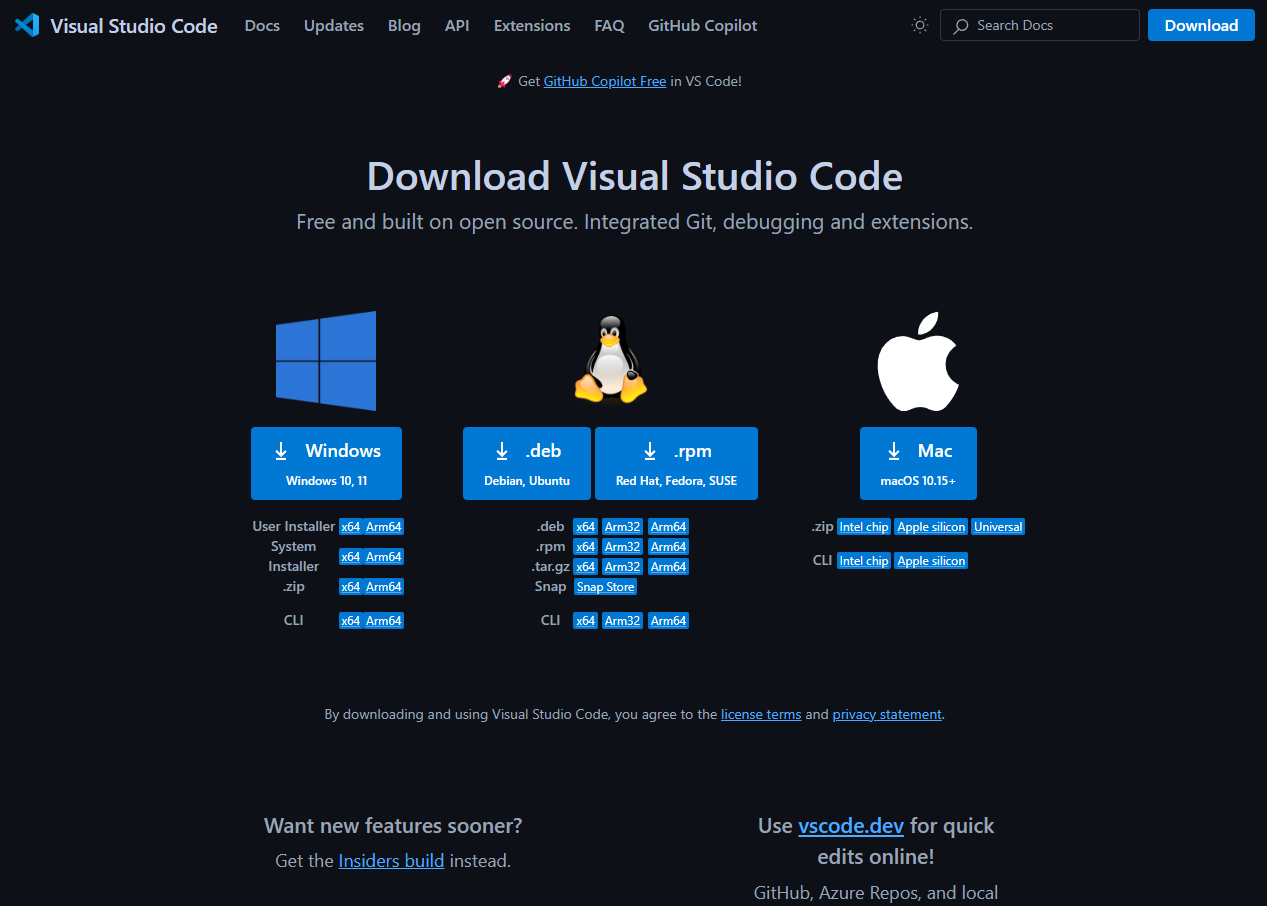 Visual Studio Code Docs Updates Blog API Extensions FAQ GitHub Copilot Search Docs Download
🚀 Get GitHub Copilot Free in VS Code!
Download Visual Studio Code
Free and built on open source. Integrated Git, debugging and extensions.
Windows
Windows 10, 11
User Installer x64 Arm64
System
Installer x64 Arm64
.zip x64 Arm64
CLI x64 Arm64
.deb
Debian, Ubuntu
.rpm
Red Hat, Fedora, SUSE
.deb x64 Arm32 Arm64
.rpm x64 Arm32 Arm64
.tar.gz x64 Arm32 Arm64
Snap Snap Store
CLI x64 Arm32 Arm64
Mac
macOS 10.15+
.zip Intel chip Apple silicon Universal
CLI Intel chip Apple silicon
By downloading and using Visual Studio Code, you agree to the license terms and privacy statement.
Want new features sooner?
Get the Insiders build instead.
Use vscode.dev for quick
edits online!
GitHub, Azure Repos, and local